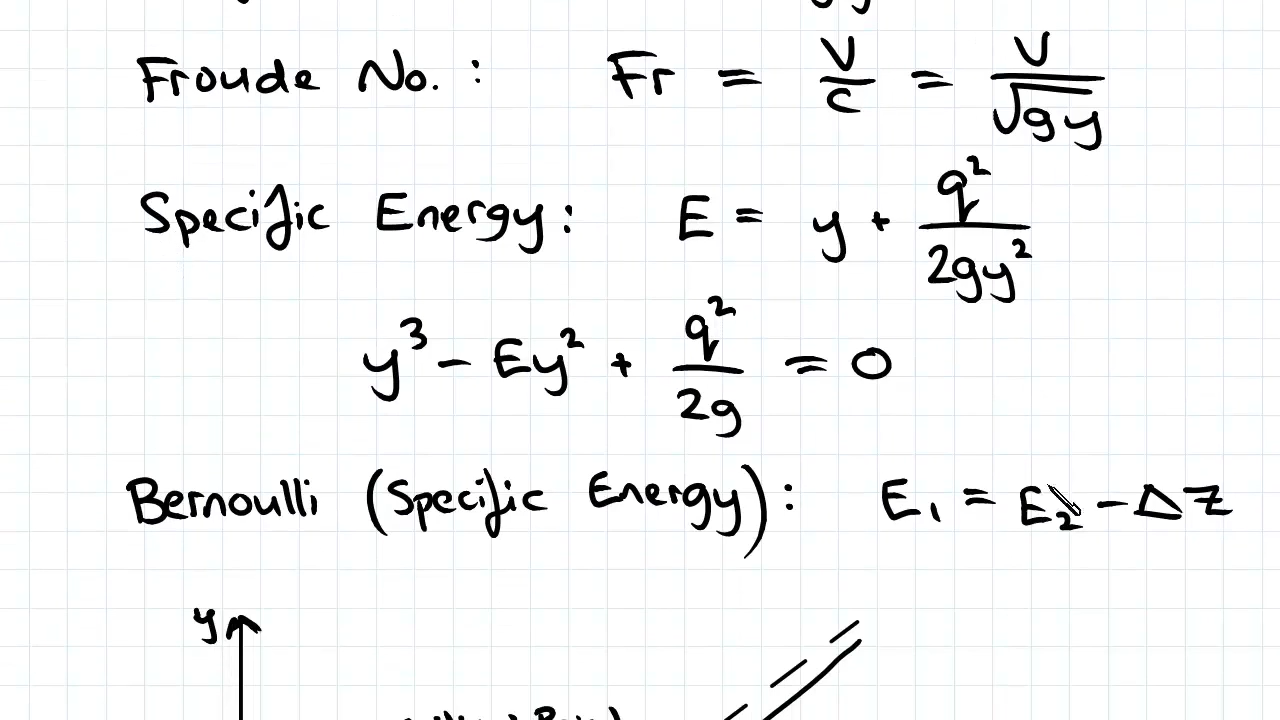 Froude No. : Fr = V/c = V/√gy
Specific Energy : E = y + q²/2gy²
y³ - Ey² + q²/2g = 0
Bernoulli (Specific Energy) : E₁ = E₂ - ΔZ
y